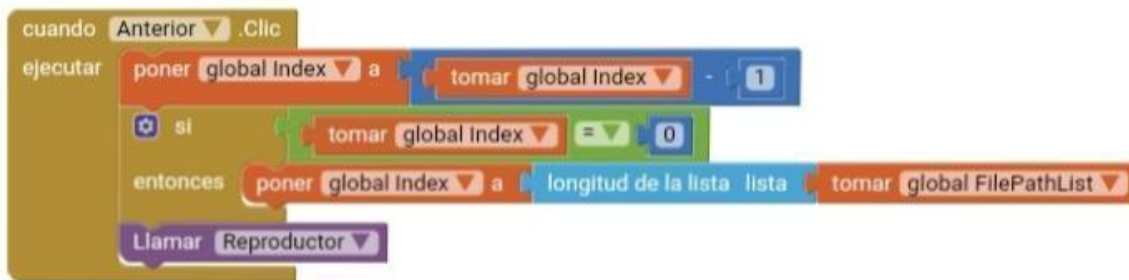 cuando Anterior .Clic
ejecutar poner global Index a tomar global Index - 1
si tomar global Index = 0
entonces poner global Index a longitud de la lista lista tomar global FilePathList
Llamar Reproductor